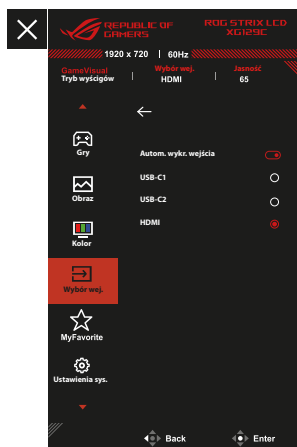 REPUBLIC OF
GAMERS
ROG STRIX LCD
XG129C
1920 x 720 | 60Hz
GameVisual
Tryb wyścigów
Wybór wej.
HDMI
Jasność
65
Gry
Obraz
Kolor
Wybór wej.
MyFavorite
Ustawienia sys.
Autom. wykr. wejścia
USB-C1
USB-C2
HDMI
Back
Enter